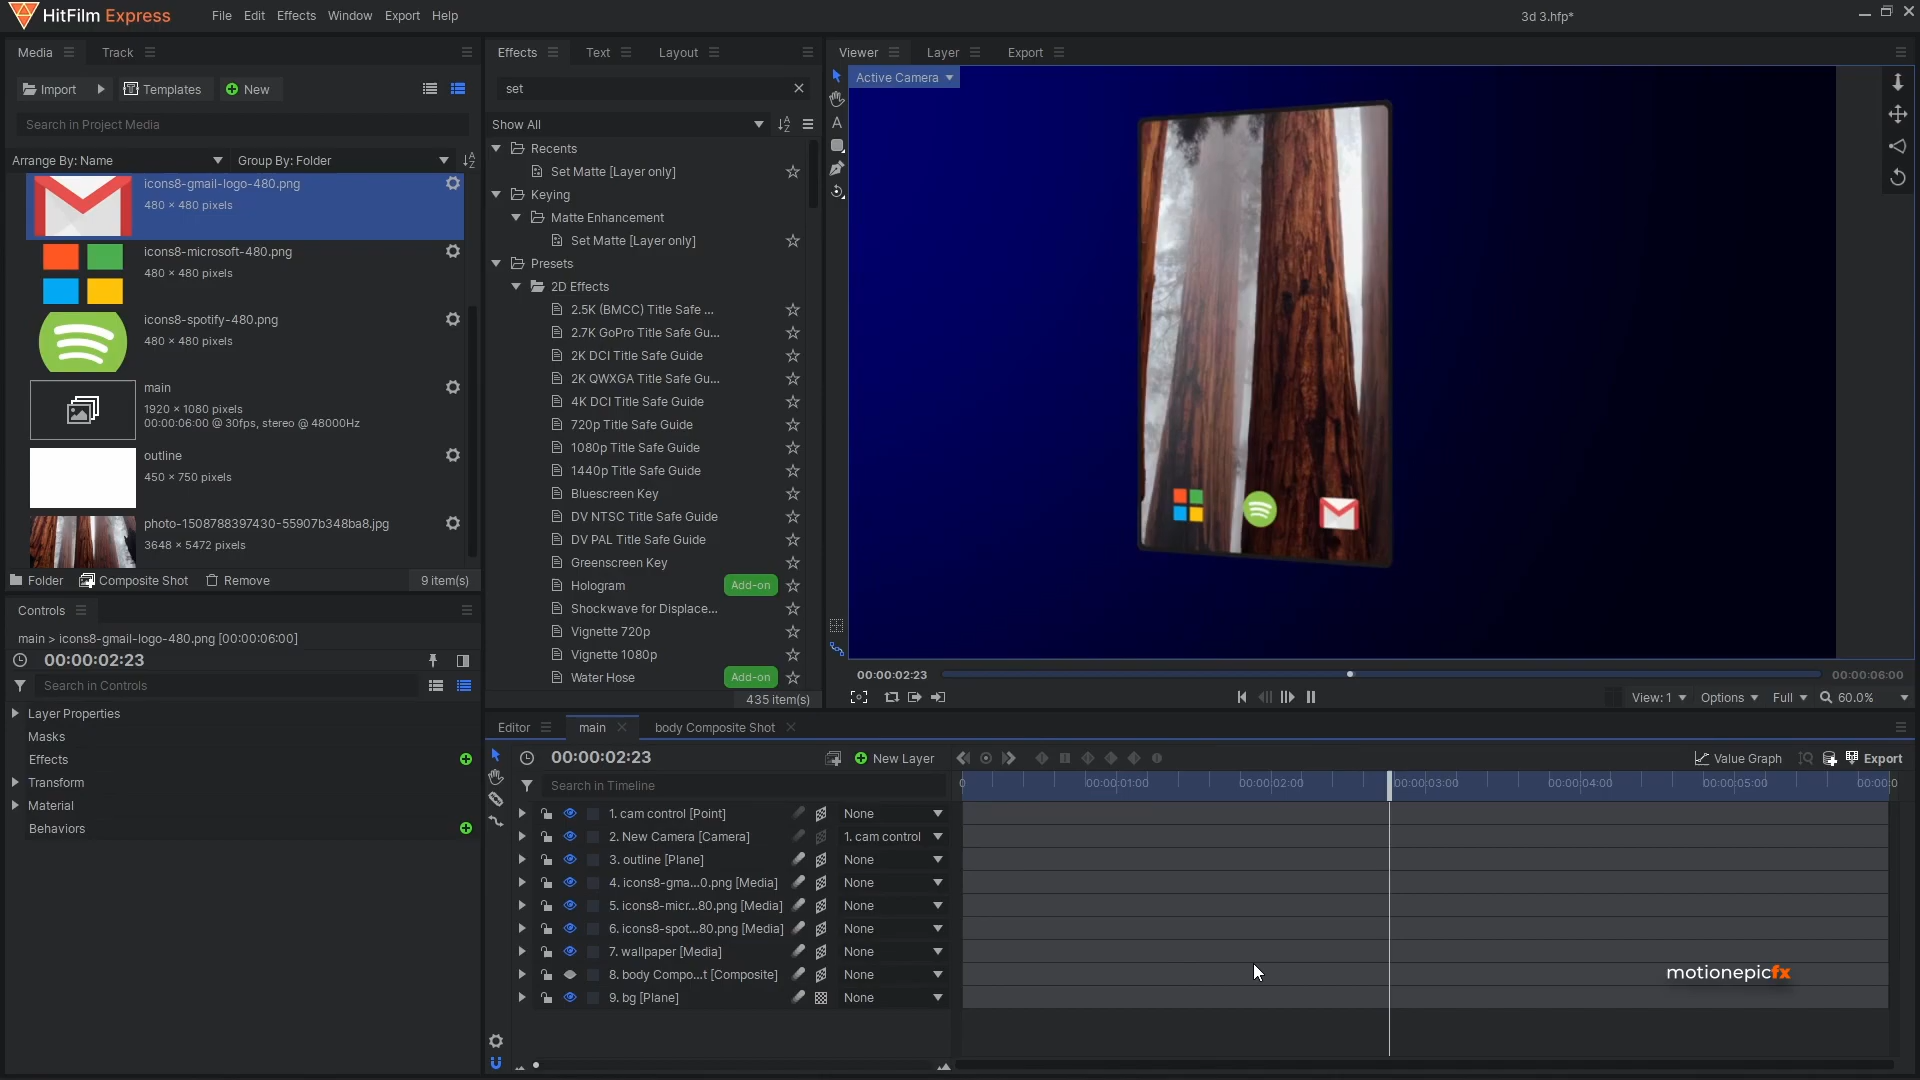 HitFilm Express
File Edit Effects Window Export Help
3d 3.hfp*
Media
Track
Import
Templates
New
Search in Project Media
Arrange By: Name
Group By: Folder
icons8-gmail-logo-480.png
480 × 480 pixels
icons8-microsoft-480.png
480 × 480 pixels
icons8-spotify-480.png
480 × 480 pixels
main
1920 × 1080 pixels
00:00:06:00 @ 30fps, stereo @ 48000Hz
outline
450 × 750 pixels
photo-1508788397430-55907b348ba8.jpg
3648 × 5472 pixels
Folder
Composite Shot
Remove
9 item(s)
Controls
main > icons8-gmail-logo-480.png [00:00:06:00]
00:00:02:23
Search in Controls
Layer Properties
Masks
Effects
Transform
Material
Behaviors
Effects
Text
Layout
set
Show All
Recents
Set Matte [Layer only]
Keying
Matte Enhancement
Set Matte [Layer only]
Presets
2D Effects
2.5K (BMCC) Title Safe ...
2.7K GoPro Title Safe Gu...
2K DCI Title Safe Guide
2K QWXGA Title Safe Gu...
4K DCI Title Safe Guide
720p Title Safe Guide
1080p Title Safe Guide
1440p Title Safe Guide
Bluescreen Key
DV NTSC Title Safe Guide
DV PAL Title Safe Guide
Greenscreen Key
Hologram Add-on
Shockwave for Displace...
Vignette 720p
Vignette 1080p
Water Hose Add-on
435 item(s)
Viewer
Layer
Export
Active Camera
00:00:02:23
00:00:06:00
View: 1
Options
Full
60.0%
Editor
main
body Composite Shot
00:00:02:23
New Layer
Value Graph
Export
Search in Timeline
0 00:00:01:00 00:00:02:00 00:00:03:00 00:00:04:00 00:00:05:00 00:00:0
1. cam control [Point] None
2. New Camera [Camera] 1. cam control
3. outline [Plane] None
4. icons8-gma...0.png [Media] None
5. icons8-micr...80.png [Media] None
6. icons8-spot...80.png [Media] None
7. wallpaper [Media] None
8. body Compo...t [Composite] None
9. bg [Plane] None
motionepicfx